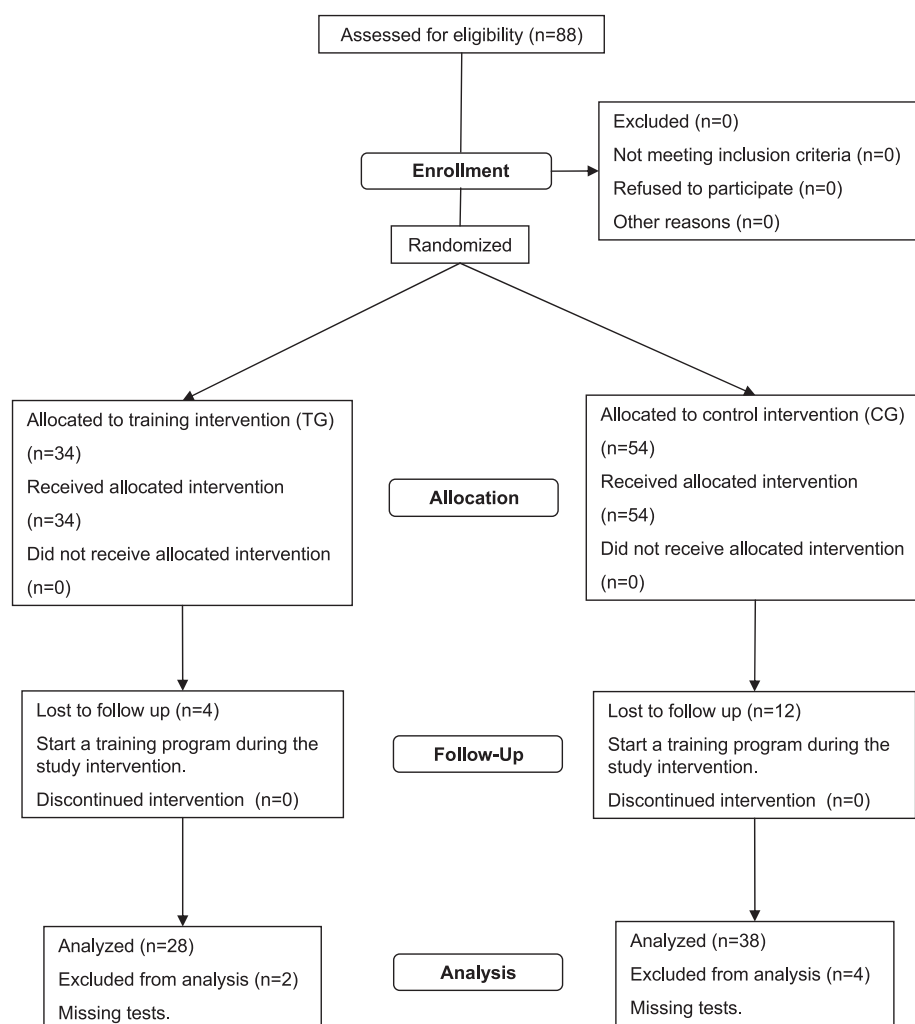 Assessed for eligibility (n=88)
Excluded (n=0)
Not meeting inclusion criteria (n=0)
Refused to participate (n=0)
Other reasons (n=0)
Enrollment
Randomized
Allocated to training intervention (TG)
(n=34)
Received allocated intervention
(n=34)
Did not receive allocated intervention
(n=0)
Allocation
Allocated to control intervention (CG)
(n=54)
Received allocated intervention
(n=54)
Did not receive allocated intervention
(n=0)
Lost to follow up (n=4)
Start a training program during the
study intervention.
Discontinued intervention (n=0)
Follow-Up
Lost to follow up (n=12)
Start a training program during the
study intervention.
Discontinued intervention (n=0)
Analyzed (n=28)
Excluded from analysis (n=2)
Missing tests.
Analysis
Analyzed (n=38)
Excluded from analysis (n=4)
Missing tests.